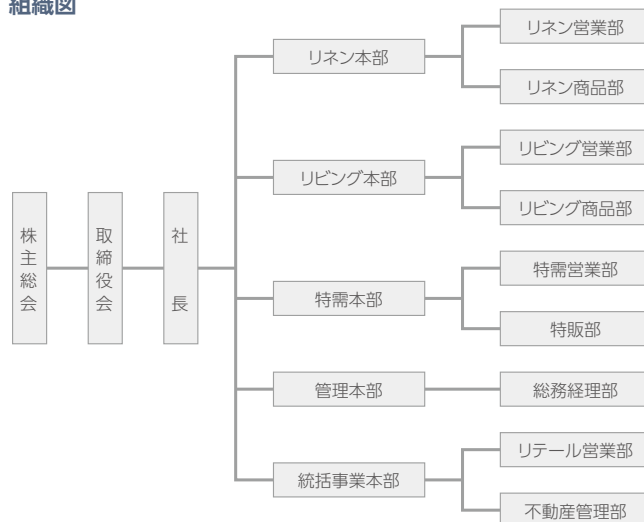 組織図
株主総会
取締役会
社長
リネン本部
リネン営業部
リネン商品部
リビング本部
リビング営業部
リビング商品部
特需本部
特需営業部
特販部
管理本部
総務経理部
統括事業本部
リテール営業部
不動産管理部